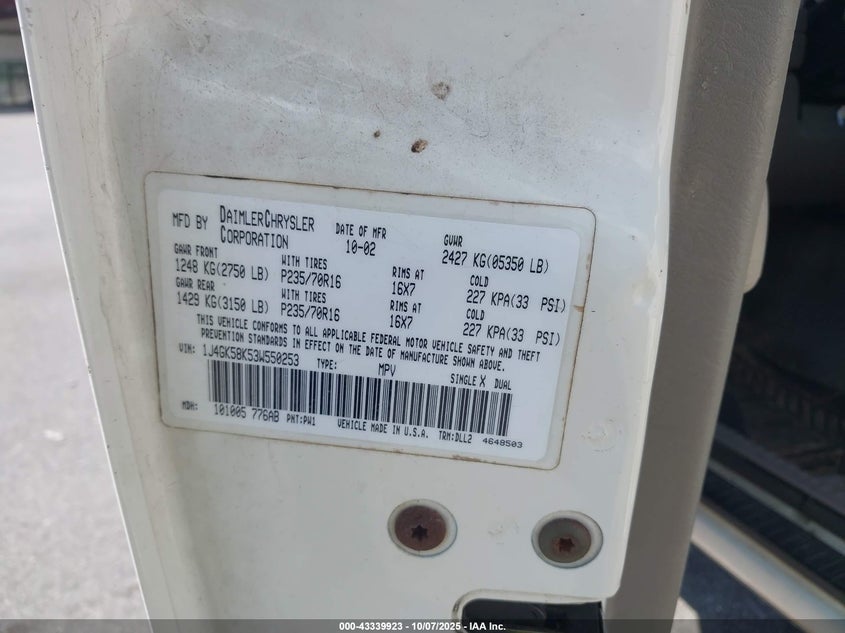 MFD BY DAIMLERCHRYSLER CORPORATION DATE OF MFR 10-02 GVWR 2427 KG(05350 LB)
GAWR FRONT WITH TIRES RIMS AT COLD
1248 KG(2750 LB) P235/70R16 16X7 227 KPA(33 PSI)
GAWR REAR WITH TIRES RIMS AT COLD
1429 KG(3150 LB) P235/70R16 16X7 227 KPA(33 PSI)
THIS VEHICLE CONFORMS TO ALL APPLICABLE FEDERAL MOTOR VEHICLE SAFETY AND THEFT
PREVENTION STANDARDS IN EFFECT ON THE DATE OF MANUFACTURE SHOWN ABOVE.
VIN: 1J4GK58K53W550253 TYPE: MPV SINGLE X DUAL
MDH: 101005 776AB PNT:PW1 VEHICLE MADE IN U.S.A. TRM:DLL2 4648503
000-43339923 | 10/07/2025 - IAA Inc.